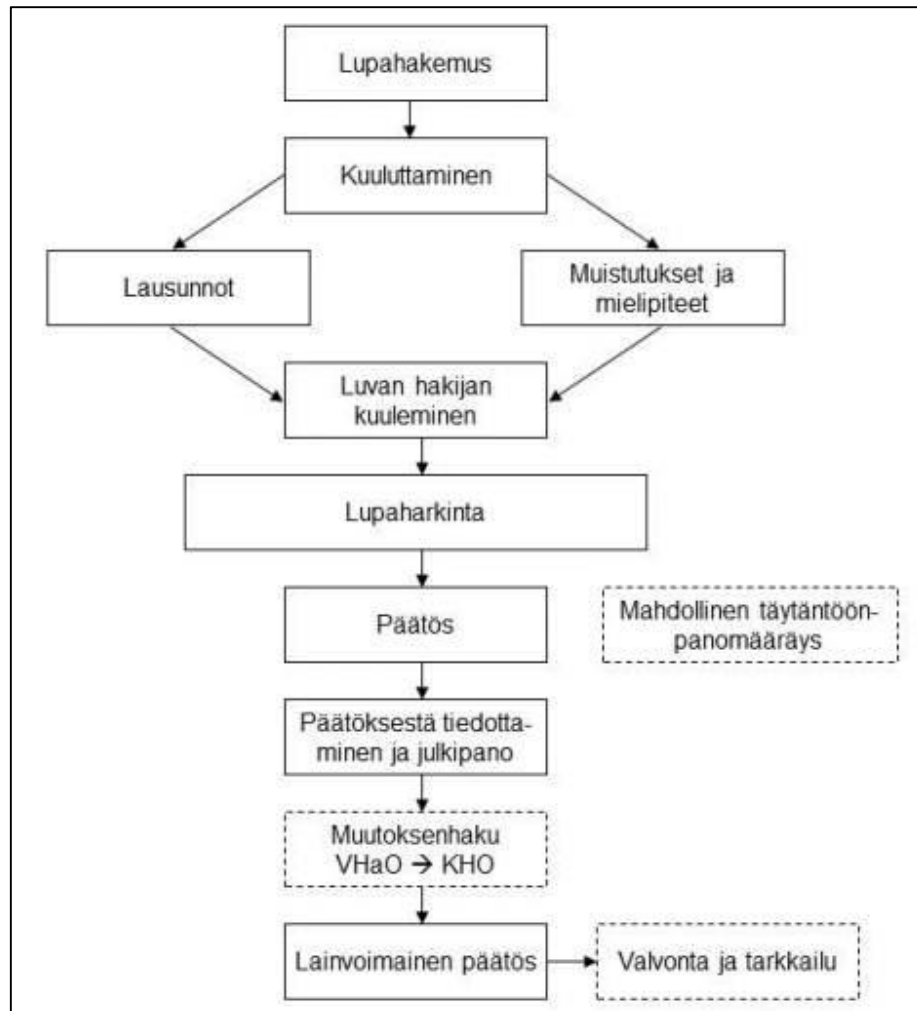 Lupahakemus
Kuuluttaminen
Lausunnot
Muistutukset ja
mielipiteet
Luvan hakijan
kuuleminen
Lupaharkinta
Päätös
Mahdollinen täytäntöön-
panomääräys
Päätöksestä tiedotta-
minen ja julkipano
Muutoksenhaku
VHaO → KHO
Lainvoimainen päätös
Valvonta ja tarkkailu